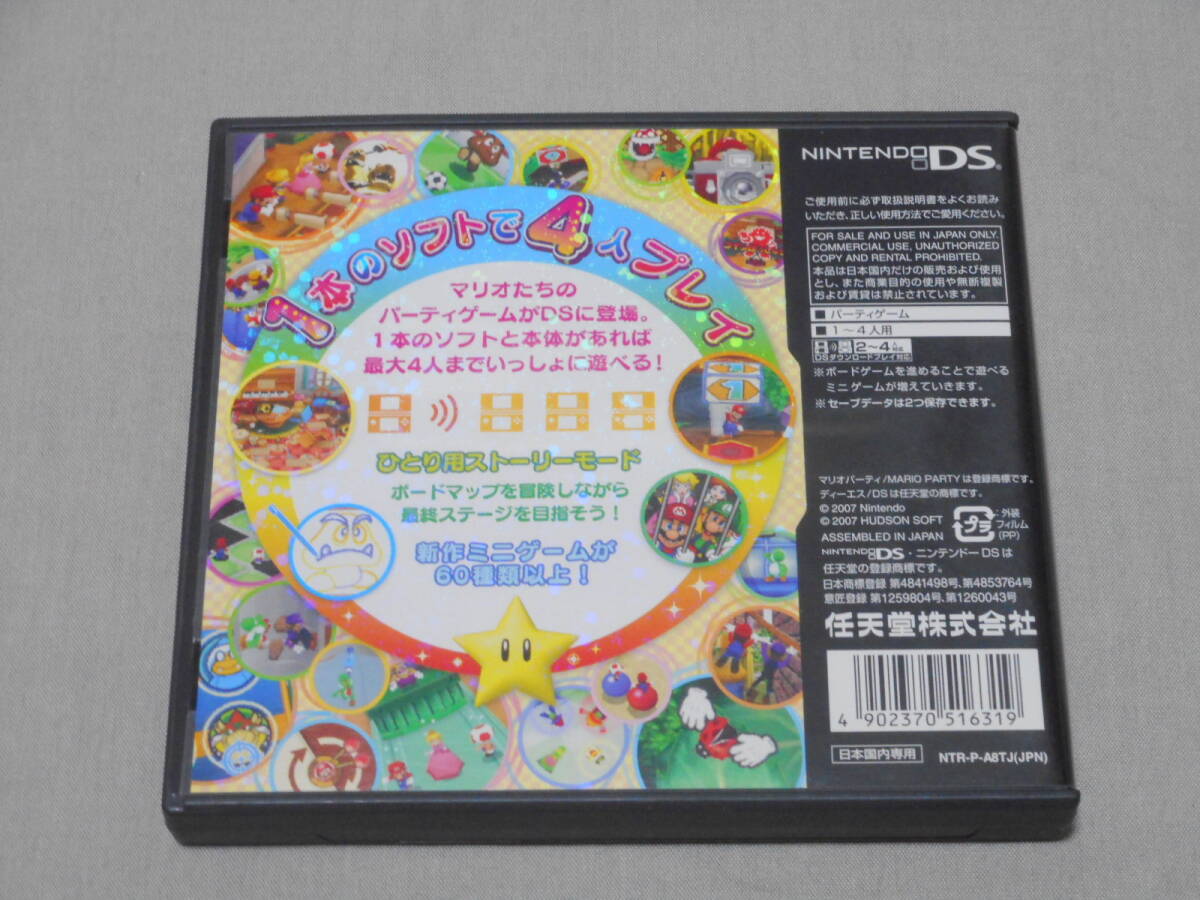 1本のソフトで4人プレイ
マリオたちの
パーティゲームがDSに登場。
1本のソフトと本体があれば
最大4人までいっしょに遊べる!
ひとり用ストーリーモード
ボードマップを冒険しながら
最終ステージを目指そう!
新作ミニゲームが
60種類以上!
NINTENDO DS
ご使用前に必ず取扱説明書をよくお読み
いただき、正しい使用方法でご愛用ください。
FOR SALE AND USE IN JAPAN ONLY.
COMMERCIAL USE, UNAUTHORIZED
COPY AND RENTAL PROHIBITED.
本品は日本国内だけの販売および使用
とし、また商業目的の使用や無断複製
および賃貸は禁止されています。
■パーティゲーム
■1~4人用
2~4人対応
DSダウンロードプレイ対応
※ボードゲームを進めることで遊べる
ミニゲームが増えていきます。
※セーブデータは2つ保存できます。
マリオパーティ/MARIO PARTYは登録商標です。
ディーエス/DSは任天堂の商標です。
© 2007 Nintendo
© 2007 HUDSON SOFT
ASSEMBLED IN JAPAN
プラ
:外装
フィルム
(PP)
NINTENDO DS・ニンテンドーDSは
任天堂の登録商標です。
日本商標登録 第4841498号、第4853764号
意匠登録 第1259804号、第1260043号
任天堂株式会社
4 902370 516319
日本国内専用
NTR-P-A8TJ(JPN)